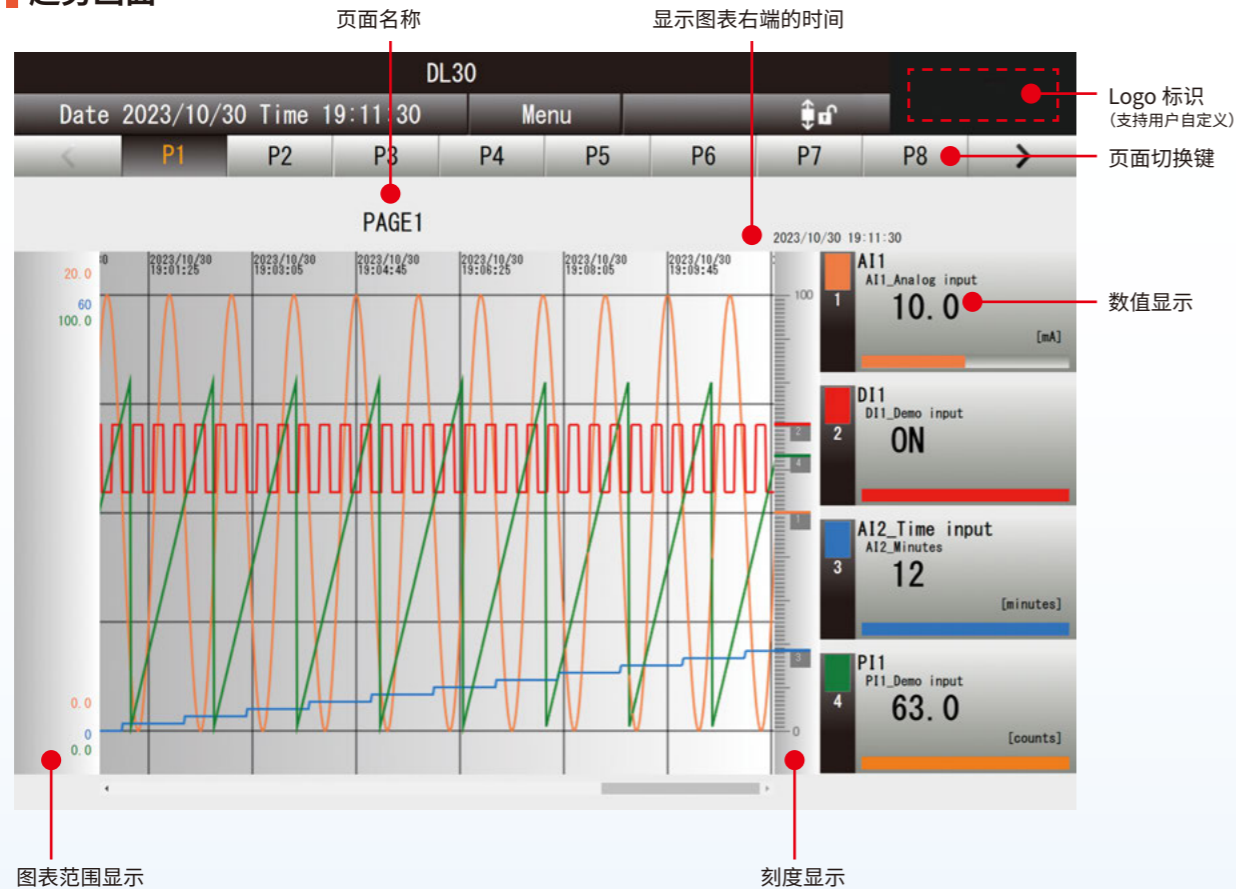 页面名称
显示图表右端的时间
DL30
Logo 标识
(支持用户自定义)
Date 2023/10/30 Time 19:11:30
Menu
P1 P2 P3 P4 P5 P6 P7 P8
页面切换键
PAGE1
2023/10/30 19:11:30
2023/10/30 2023/10/30 2023/10/30 2023/10/30 2023/10/30 2023/10/30
19:01:25 19:03:05 19:04:45 19:06:25 19:08:05 19:09:45
20.0
60
100.0
0.0
0
0.0
100
2
4
1
3
0
AI1
AI1_Analog input
1
10.0
[mA]
数值显示
DI1
DI1_Demo input
2
ON
AI2_Time input
AI2_Minutes
3
12
[minutes]
PI1
PI1_Demo input
4
63.0
[counts]
图表范围显示
刻度显示